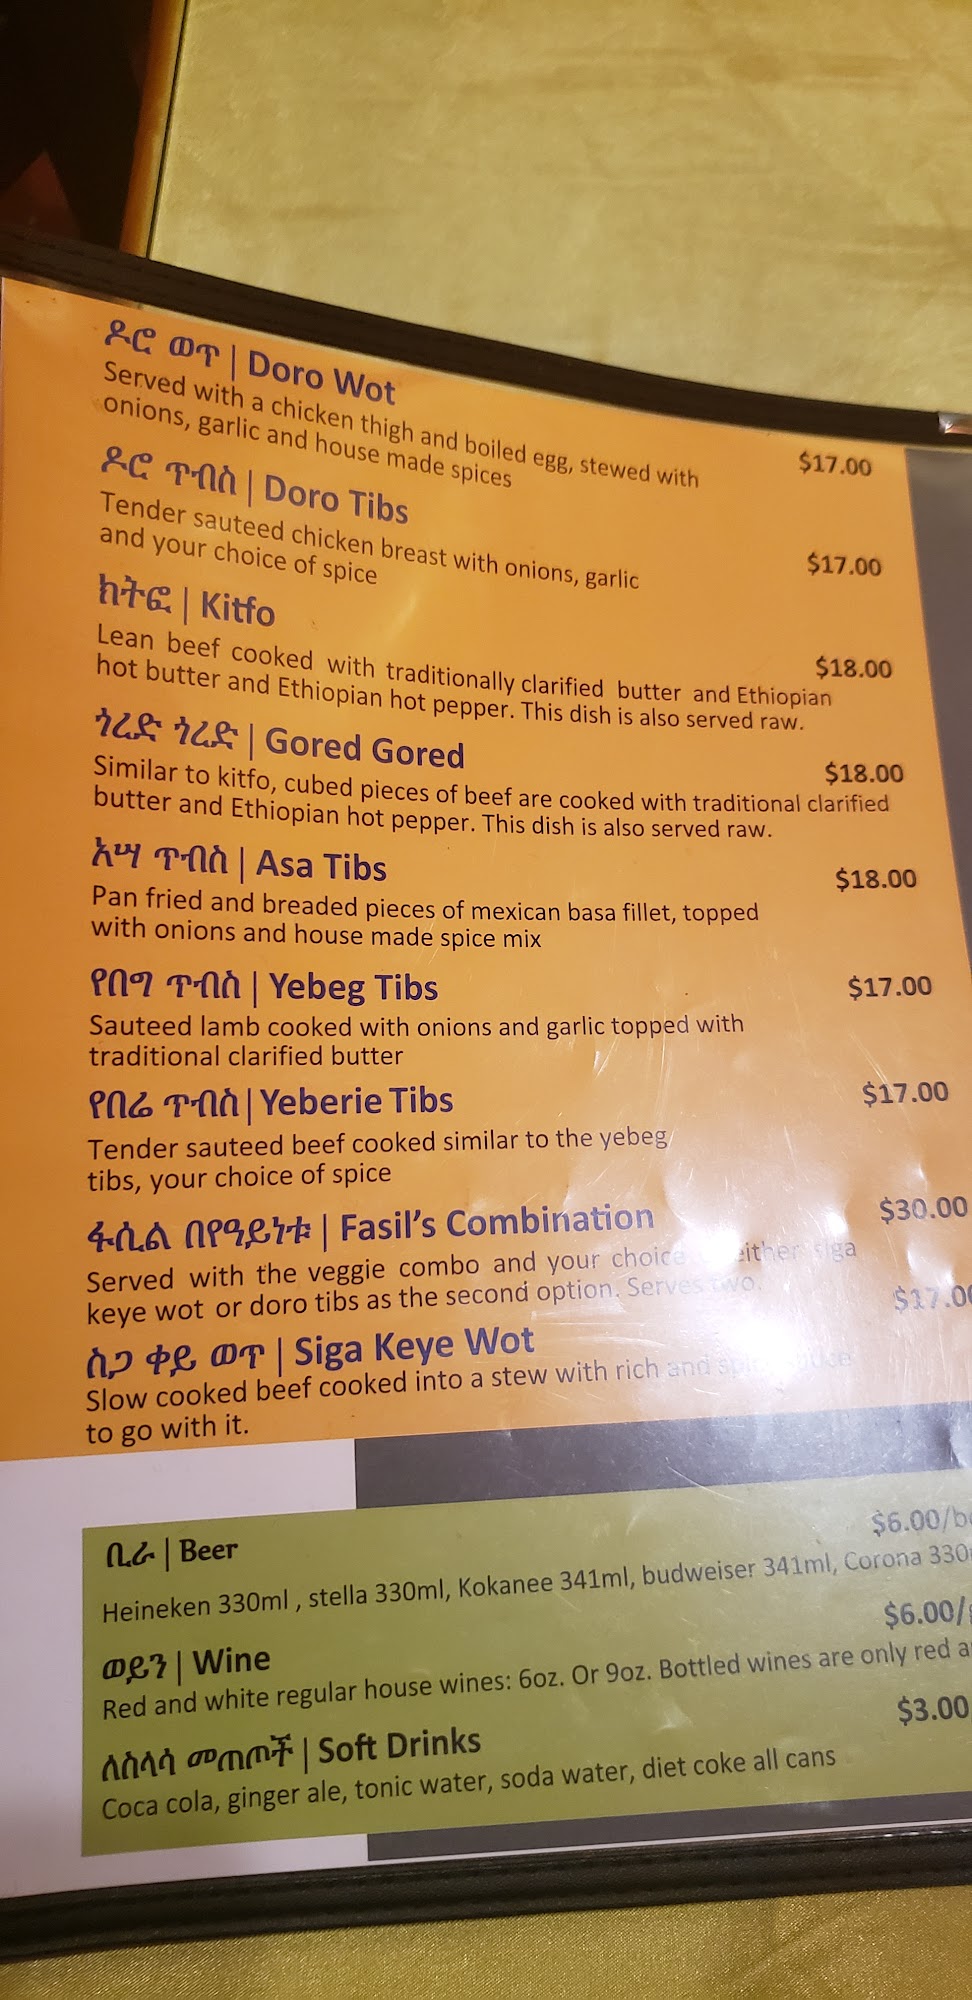 ዶሮ ወጥ | Doro Wot
Served with a chicken thigh and boiled egg, stewed with
onions, garlic and house made spices
$17.00
ዶሮ ጥብስ | Doro Tibs
Tender sauteed chicken breast with onions, garlic
and your choice of spice
$17.00
ክትፎ | Kitfo
$18.00
Lean beef cooked with traditionally clarified butter and Ethiopian
hot butter and Ethiopian hot pepper. This dish is also served raw.
ጎረድ ጎረድ | Gored Gored
$18.00
Similar to kitfo, cubed pieces of beef are cooked with traditional clarified
butter and Ethiopian hot pepper. This dish is also served raw.
አሣ ጥብስ | Asa Tibs
$18.00
Pan fried and breaded pieces of mexican basa fillet, topped
with onions and house made spice mix
የበግ ጥብስ | Yebeg Tibs
$17.00
Sauteed lamb cooked with onions and garlic topped with
traditional clarified butter
የበሬ ጥብስ | Yeberie Tibs
$17.00
Tender sauteed beef cooked similar to the yebeg
tibs, your choice of spice
ፋሲል በየዓይነቱ | Fasil's Combination
$30.00
Served with the veggie combo and your choice either siga
keye wot or doro tibs as the second option. Serves two.
ስጋ ቀይ ወጥ | Siga Keye Wot
$17.00
Slow cooked beef cooked into a stew with rich and
to go with it.
ቢራ | Beer
$6.00/
Heineken 330ml , stella 330ml, Kokanee 341ml, budweiser 341ml, Corona 330
ወይን | Wine
$6.00/
Red and white regular house wines: 6oz. Or 9oz. Bottled wines are only red
ለስላሳ መጠጦች | Soft Drinks
$3.00
Coca cola, ginger ale, tonic water, soda water, diet coke all cans